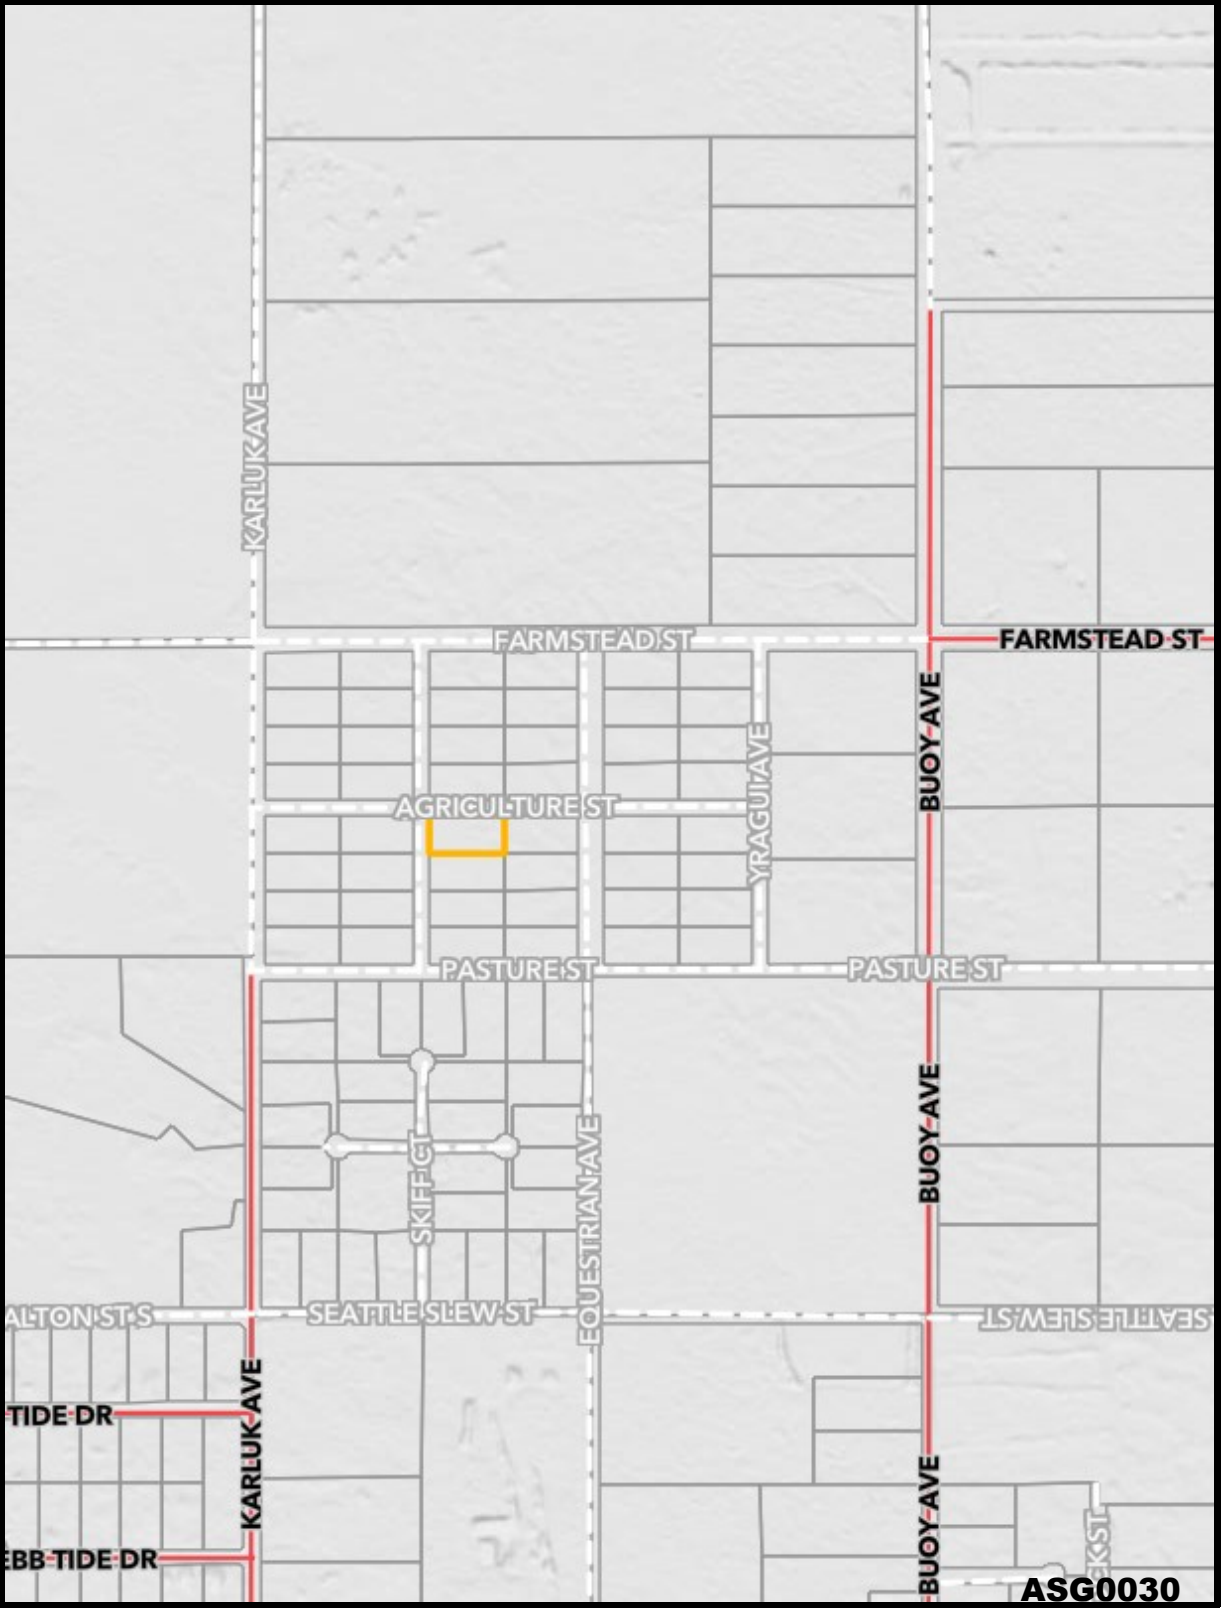 KARLUK AVE
FARMSTEAD ST
FARMSTEAD ST
BUOY AVE
AGRICULTURE ST
YRAGUI AVE
PASTURE ST
PASTURE ST
BUOY AVE
SKIFF CT
EQUESTRIAN AVE
ALTON ST S
SEATTLE SLEW ST
SEATTLE SLEW ST
TIDE DR
KARLUK AVE
BUOY AVE
CK ST
EBB TIDE DR
ASG0030